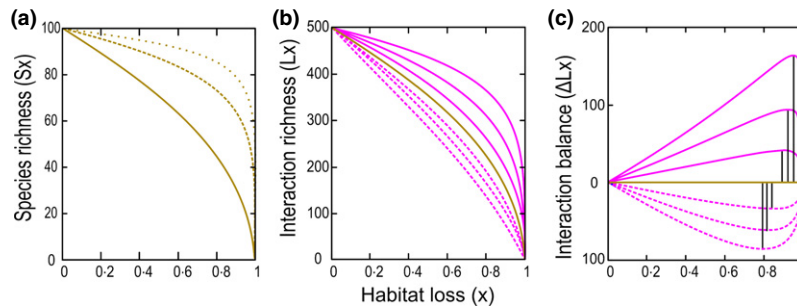 (a)
Species richness (Sx)
100
80
60
40
20
0
0 0·2 0·4 0·6 0·8 1
(b)
Interaction richness (Lx)
500
400
300
200
100
0
0 0·2 0·4 0·6 0·8 1
Habitat loss (x)
(c)
Interaction balance (ΔLx)
200
100
0
100
0 0·2 0·4 0·6 0·8